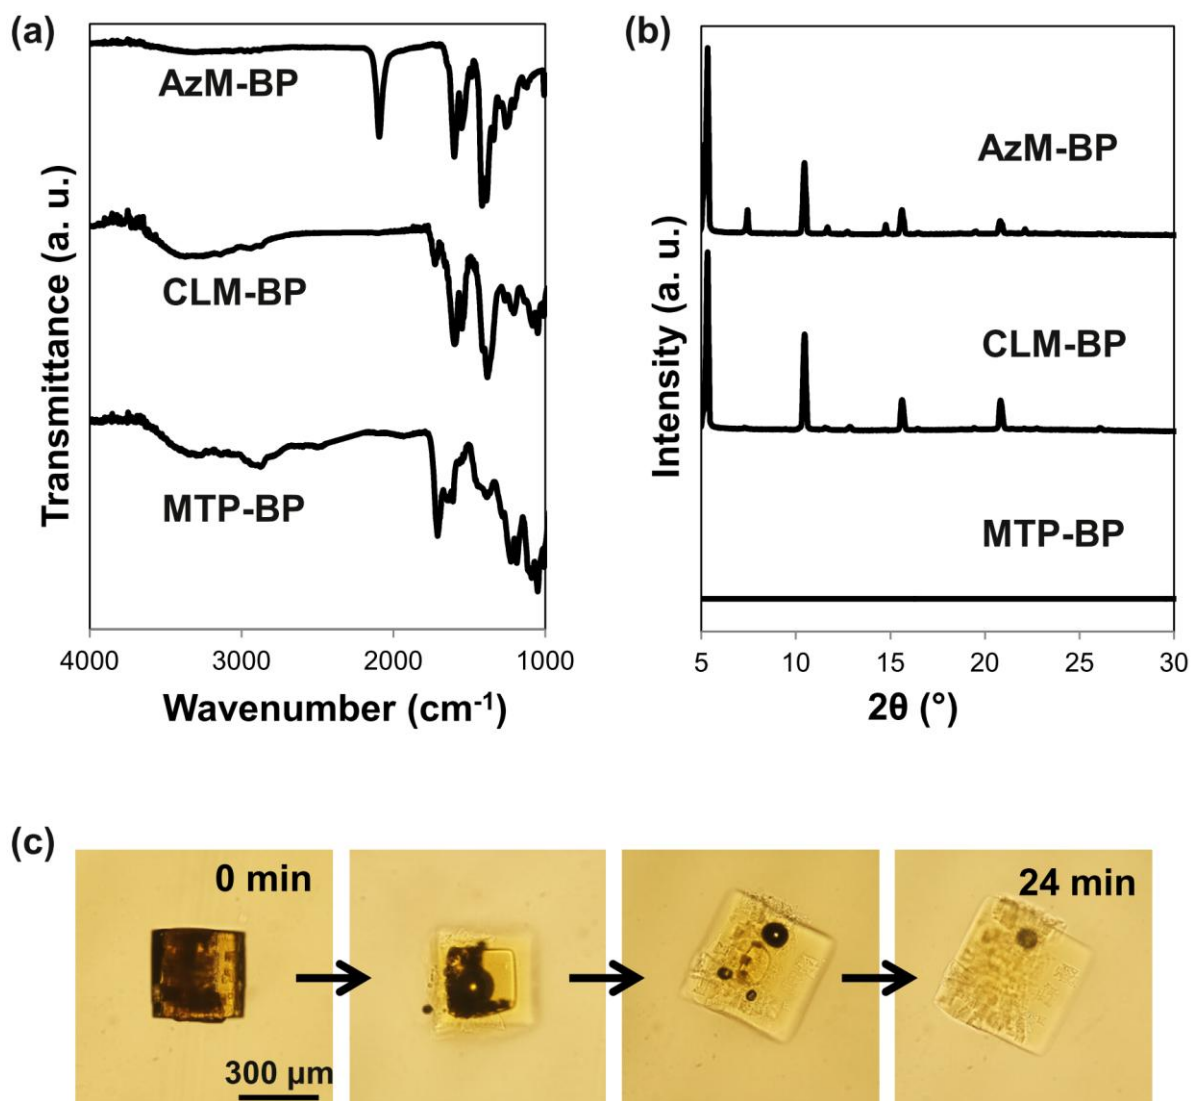 (a)
Transmittance (a. u.)
AzM-BP
CLM-BP
MTP-BP
4000 3000 2000 1000
Wavenumber (cm⁻¹)
(b)
Intensity (a. u.)
AzM-BP
CLM-BP
MTP-BP
5 10 15 20 25 30
2θ (°)
(c)
0 min
24 min
300 μm